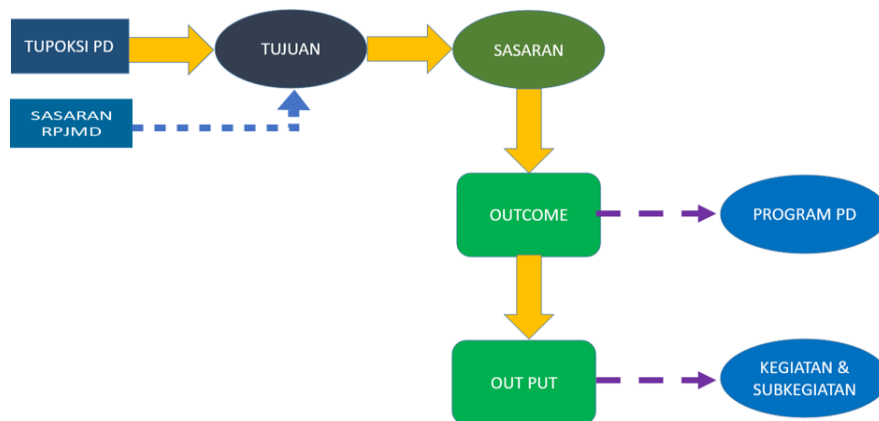 TUPOKSI PD
TUJUAN
SASARAN
SASARAN
RPJMD
OUTCOME
PROGRAM PD
OUT PUT
KEGIATAN &
SUBKEGIATAN